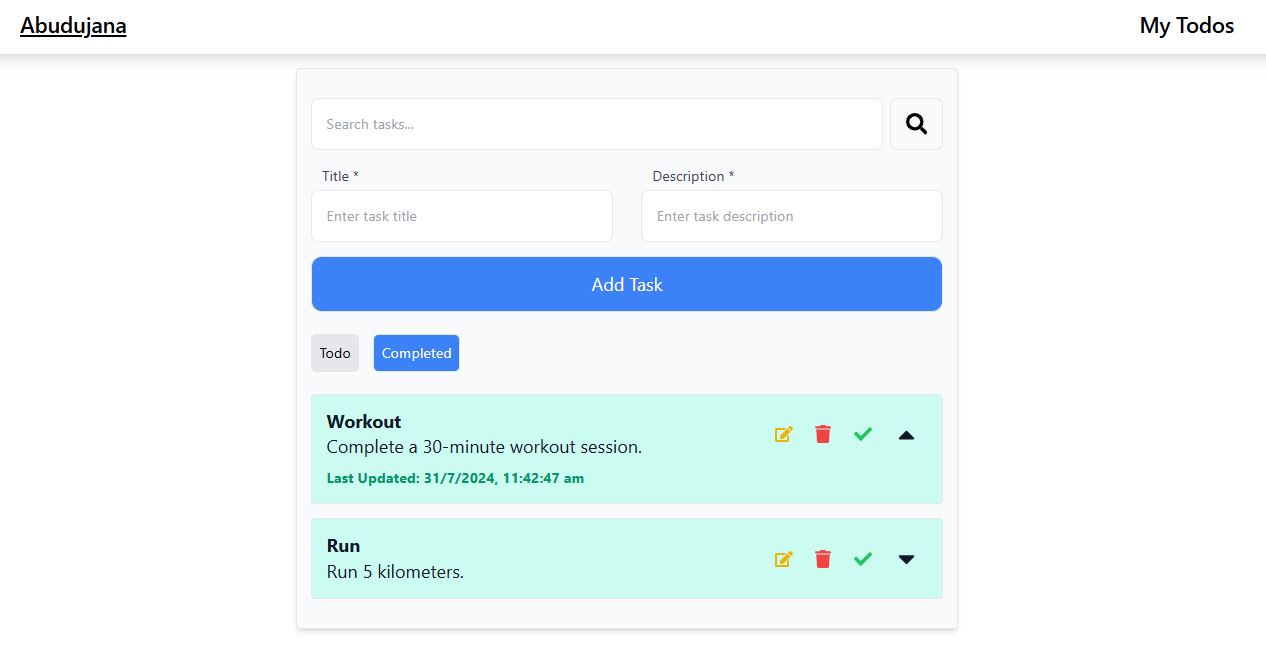 Abudujana
My Todos
Search tasks...
Title *
Description *
Enter task title
Enter task description
Add Task
Todo
Completed
Workout
Complete a 30-minute workout session.
Last Updated: 31/7/2024, 11:42:47 am
Run
Run 5 kilometers.